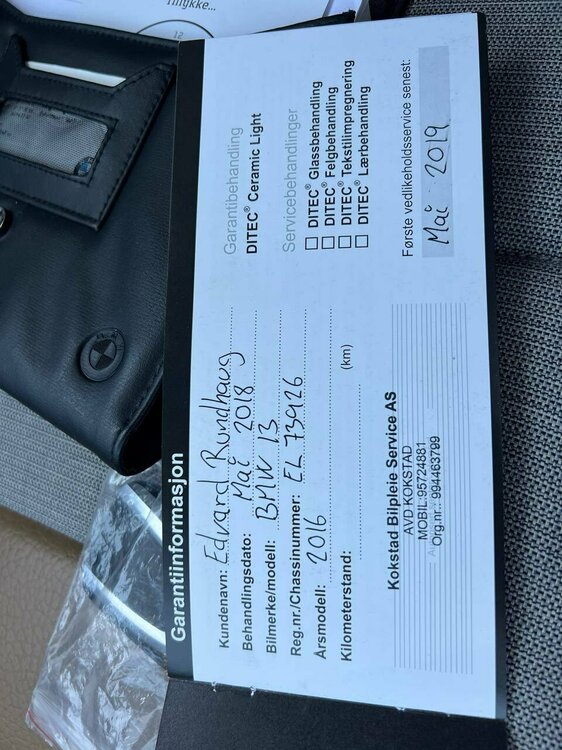 Tillykke...
12
Garantiinformasjon
Kundenavn: Edvard Rundhaug
Behandlingsdato: Mai 2018
Bilmerke/modell: BMW I3
Reg.nr./Chassinummer: EL 73926
Årsmodell: 2016
Kilometerstand: (km)
Garantibehandling
DITEC® Ceramic Light
Servicebehandlinger
DITEC® Glassbehandling
DITEC® Felgbehandling
DITEC® Tekstilimpregnering
DITEC® Lærbehandling
Første vedlikeholdsservice senest:
Mai 2019
Kokstad Bilpleie Service AS
AVD KOKSTAD
MOBIL:95724881
Org.nr.: 994463799